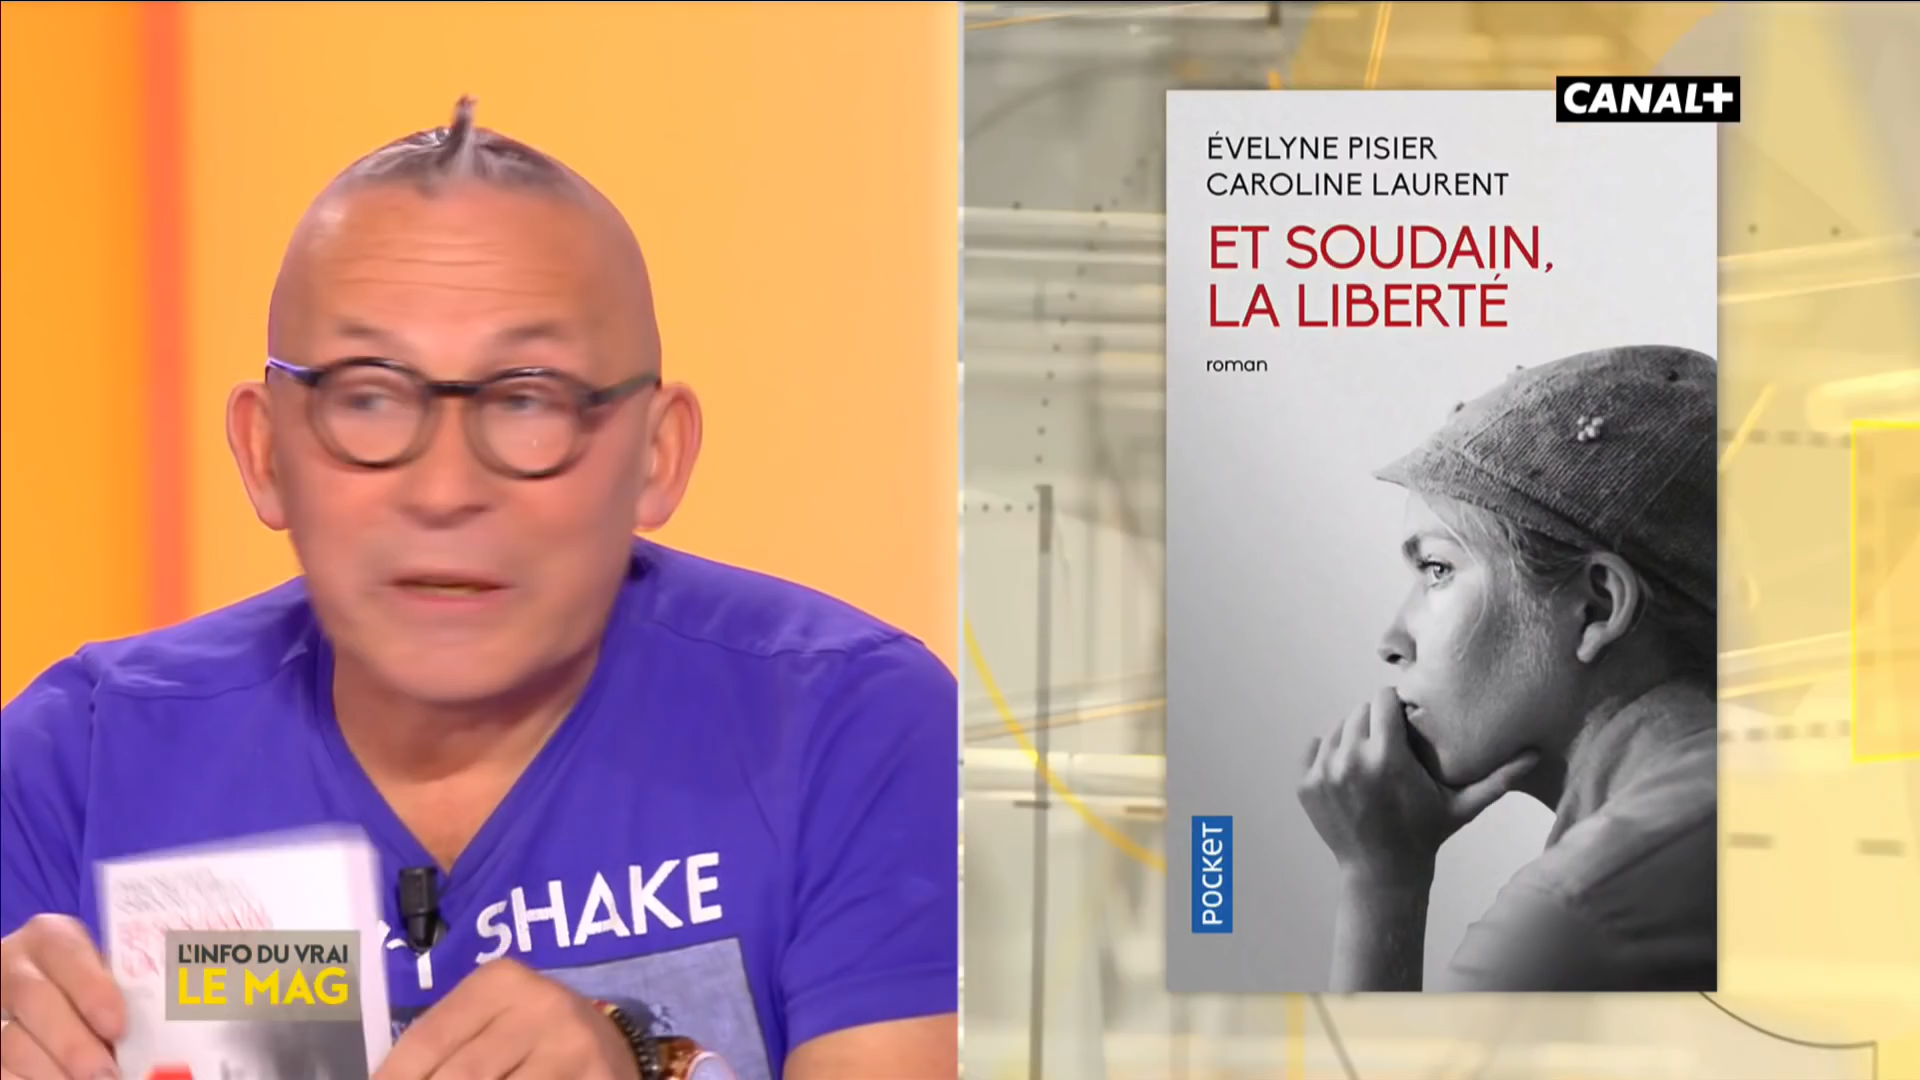 CANAL+
ÉVELYNE PISIER
CAROLINE LAURENT
ET SOUDAIN,
LA LIBERTÉ
roman
POCKET
SHAKE
L'INFO DU VRAI
LE MAG